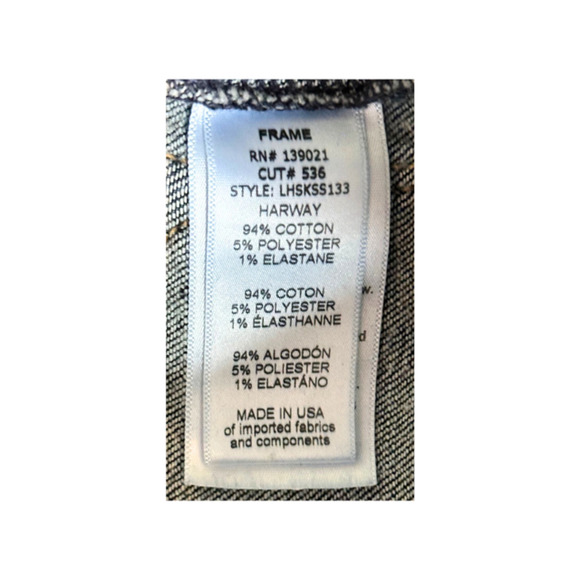 FRAME
RN# 139021
CUT# 536
STYLE: LHSKSS133
HARWAY
94% COTTON
5% POLYESTER
1% ELASTANE
94% COTON
5% POLYESTER
1% ÉLASTHANNE
94% ALGODÓN
5% POLIESTER
1% ELASTÁNO
MADE IN USA
of imported fabrics
and components